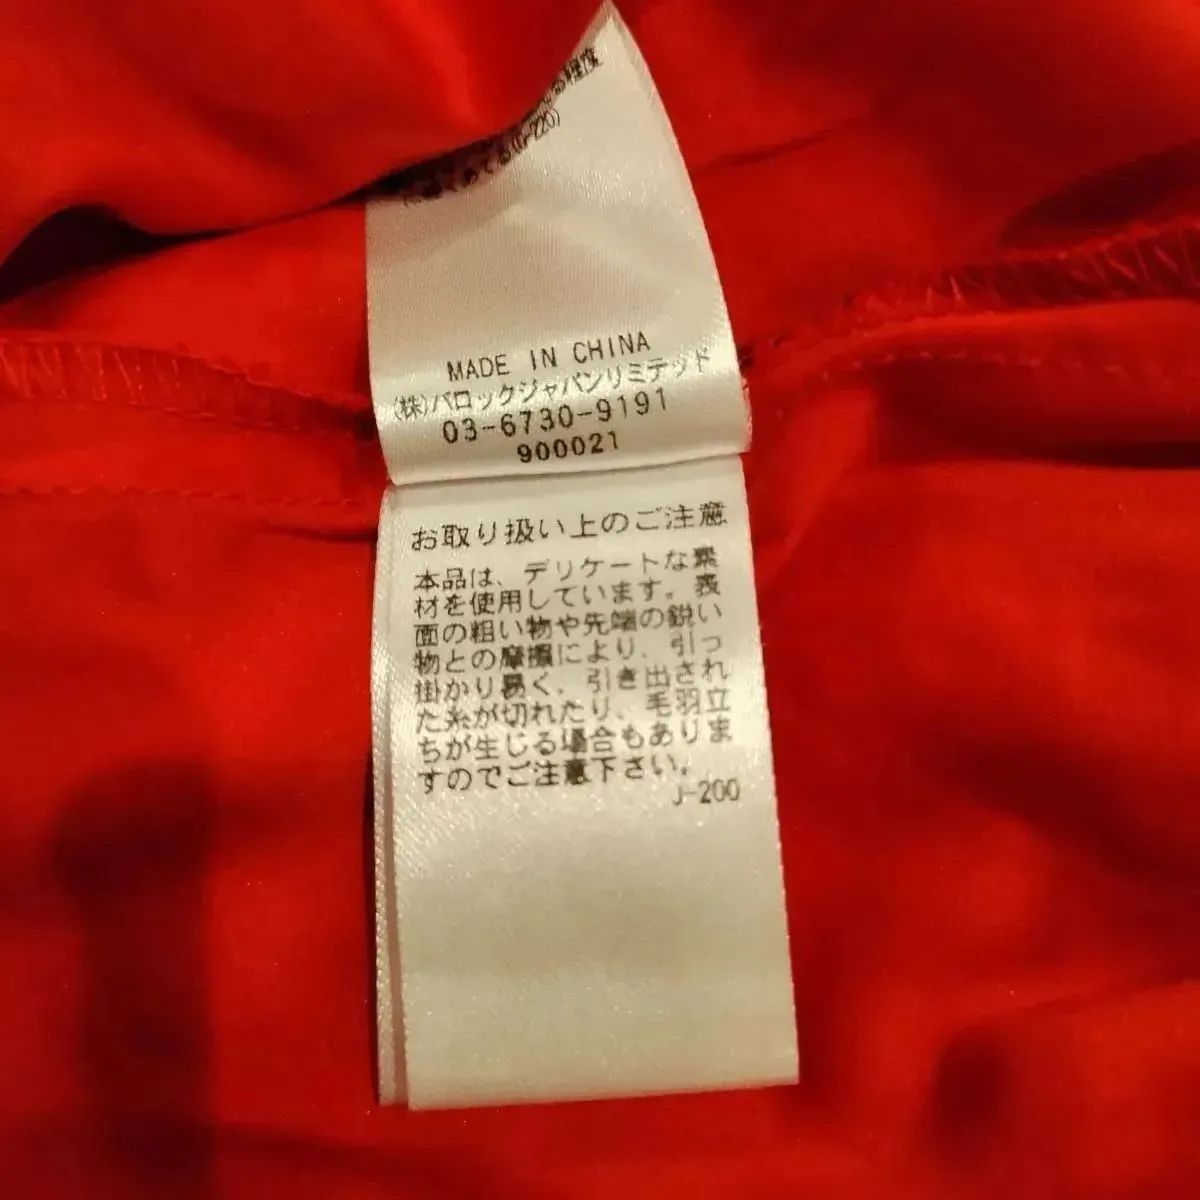 程度
(G-220)
MADE IN CHINA
(株)バロックジャパンリミテッド
03-6730-9191
900021
お取り扱い上のご注意
本品は、デリケートな素
材を使用しています。表
面の粗い物や先端の鋭い
物との摩擦により、引っ
掛かり易く、引き出され
た糸が切れたり、毛羽立
ちが生じる場合もありま
すのでご注意下さい。
J-200